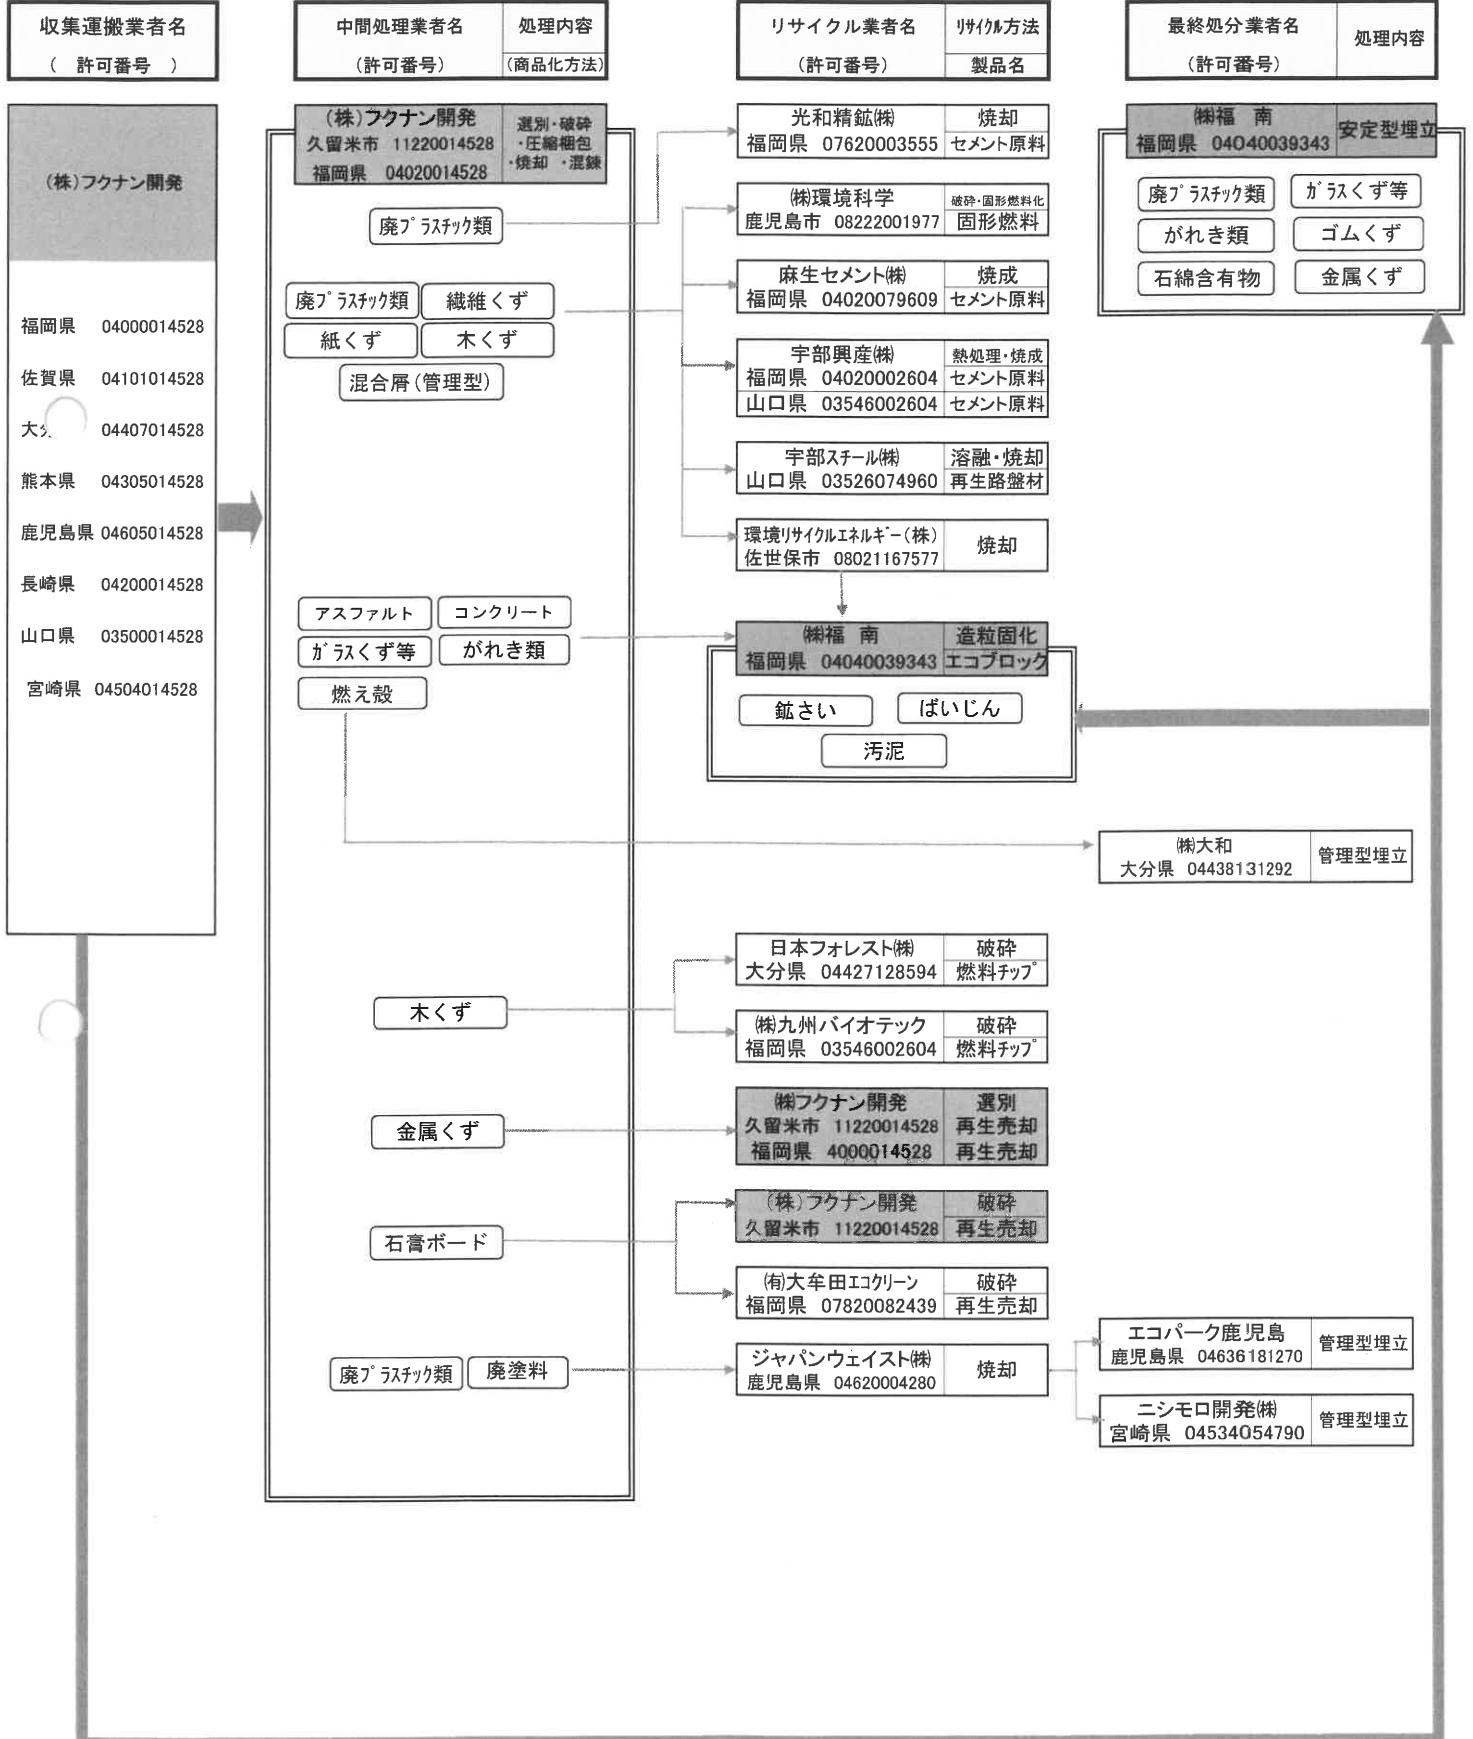 収集運搬業者名
（ 許可番号 ）
中間処理業者名 処理内容
（許可番号） （商品化方法）
リサイクル業者名 リサイクル方法
（許可番号） 製品名
最終処分業者名 処理内容
（許可番号）
（株）フクナン開発
福岡県 04000014528
佐賀県 04101014528
大分 04407014528
熊本県 04305014528
鹿児島県 04605014528
長崎県 04200014528
山口県 03500014528
宮崎県 04504014528
（株）フクナン開発 選別・破砕
久留米市 11220014528 ・圧縮梱包
福岡県 04020014528 ・焼却 ・混錬
廃プラスチック類
廃プラスチック類 繊維くず
紙くず 木くず
混合屑（管理型）
アスファルト コンクリート
ガラスくず等 がれき類
燃え殻
木くず
金属くず
石膏ボード
廃プラスチック類 廃塗料
光和精鉱㈱ 焼却
福岡県 07620003555 セメント原料
㈱環境科学 破砕・固形燃料化
鹿児島市 08222001977 固形燃料
麻生セメント㈱ 焼成
福岡県 04020079609 セメント原料
宇部興産㈱ 熱処理・焼成
福岡県 04020002604 セメント原料
山口県 03546002604 セメント原料
宇部スチール㈱ 溶融・焼却
山口県 03526074960 再生路盤材
環境リサイクルエネルギー（株） 焼却
佐世保市 08021167577
㈱福 南 造粒固化
福岡県 04040039343 エコブロック
鉱さい ばいじん
汚泥
日本フォレスト㈱ 破砕
大分県 04427128594 燃料チップ
㈱九州バイオテック 破砕
福岡県 03546002604 燃料チップ
㈱フクナン開発 選別
久留米市 11220014528 再生売却
福岡県 4000014528 再生売却
（株）フクナン開発 破砕
久留米市 11220014528 再生売却
㈲大牟田エコクリーン 破砕
福岡県 07820082439 再生売却
ジャパンウェイスト㈱ 焼却
鹿児島県 04620004280
㈱福 南 安定型埋立
福岡県 04040039343
廃プラスチック類 ガラスくず等
がれき類 ゴムくず
石綿含有物 金属くず
㈱大和 管理型埋立
大分県 04438131292
エコパーク鹿児島 管理型埋立
鹿児島県 04636181270
ニシモロ開発㈱ 管理型埋立
宮崎県 04534054790